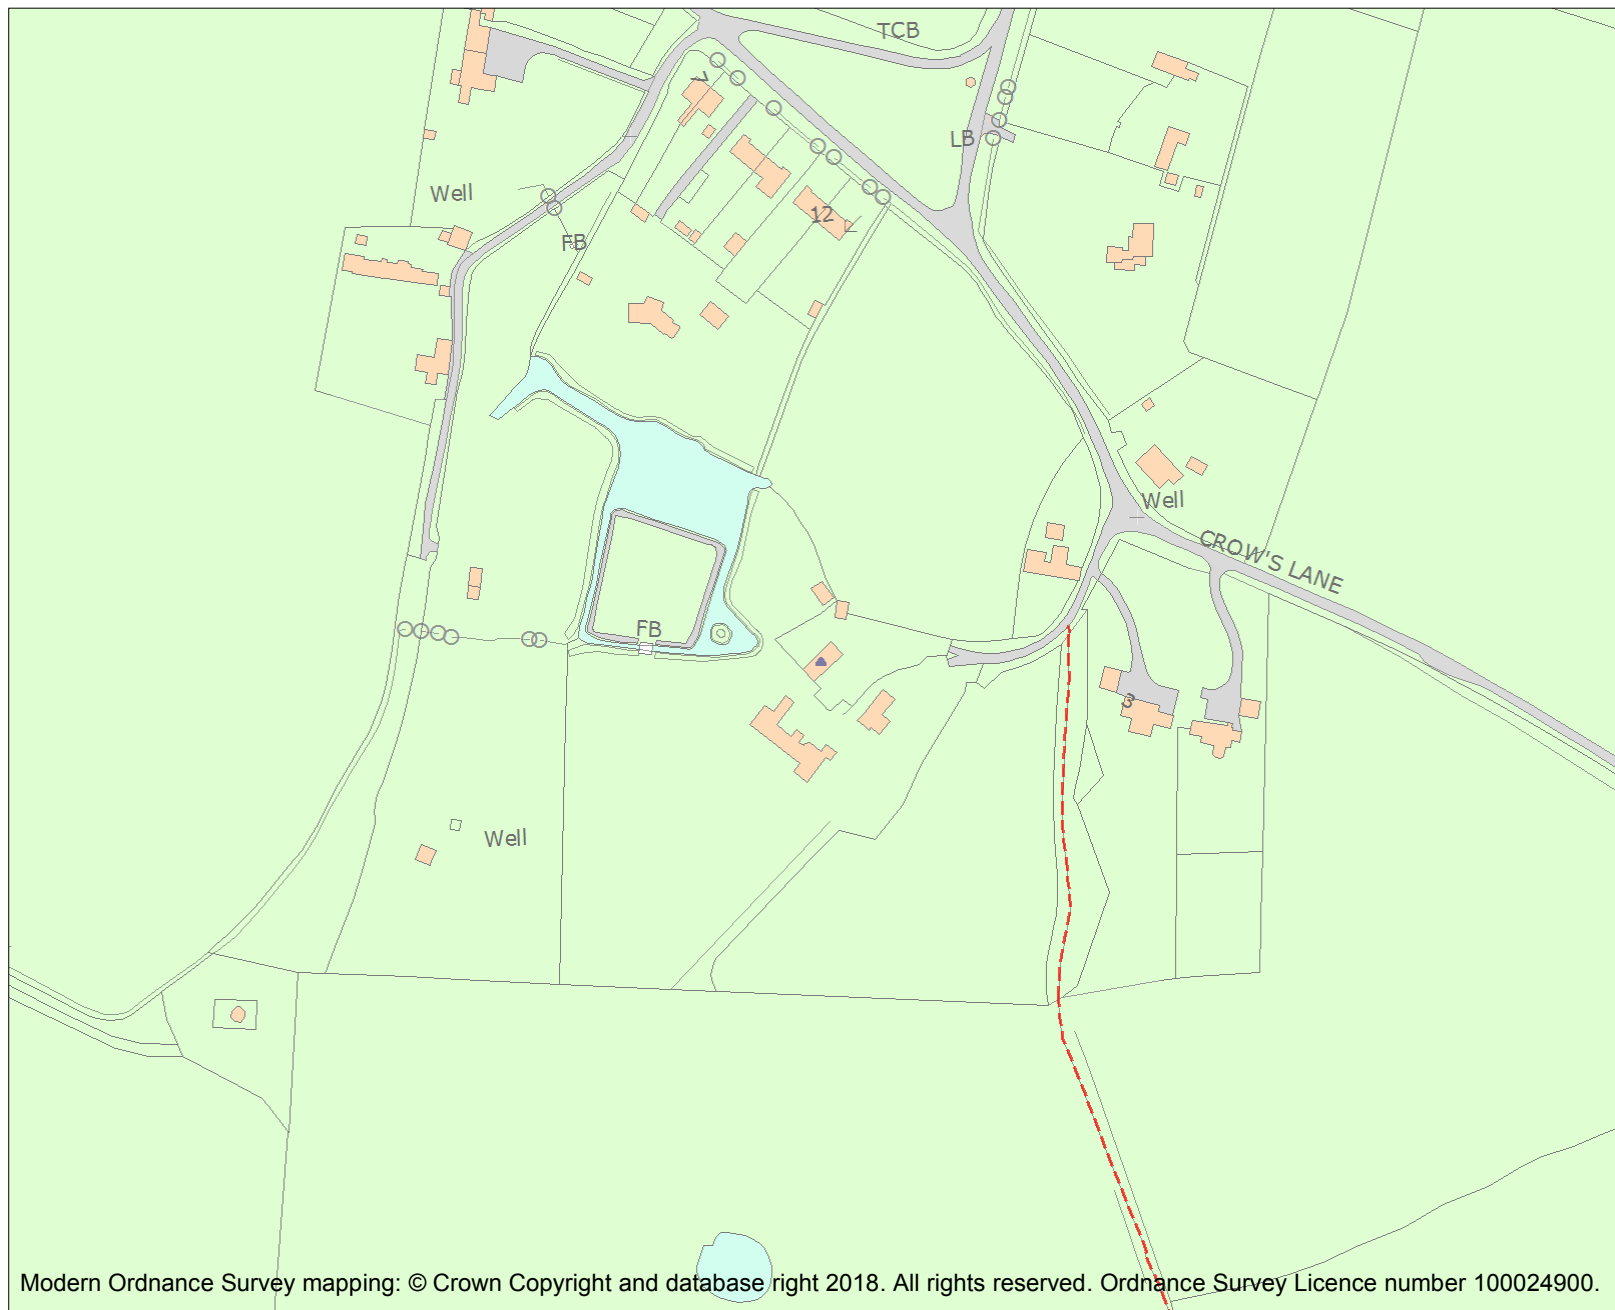 TCB
7
LB
Well
12
FB
Well
CROW'S LANE
FB
3
Well
Modern Ordnance Survey mapping: © Crown Copyright and database right 2018. All rights reserved. Ordnance Survey Licence number 100024900.